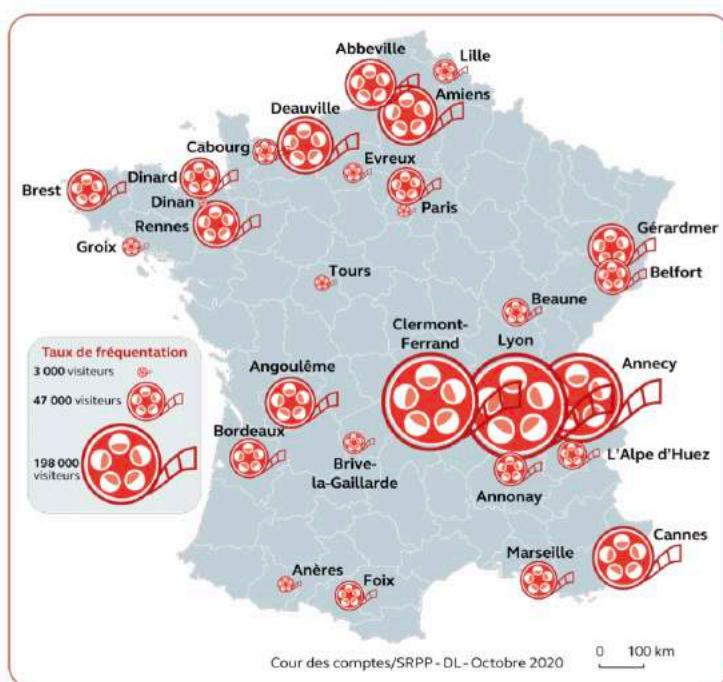 Abbeville
Lille
Amiens
Deauville
Cabourg
Evreux
Brest
Dinard
Dinan
Rennes
Paris
Groix
Gérardmer
Belfort
Tours
Beaune
Clermont-
Ferrand
Lyon
Annecy
Taux de fréquentation
3 000 visiteurs
47 000 visiteurs
198 000
visiteurs
Angoulême
Bordeaux
Brive-
la-Gaillarde
L'Alpe d'Huez
Annonay
Marseille
Cannes
Anères
Foix
Cour des comptes/SRPP - DL - Octobre 2020
0 100 km